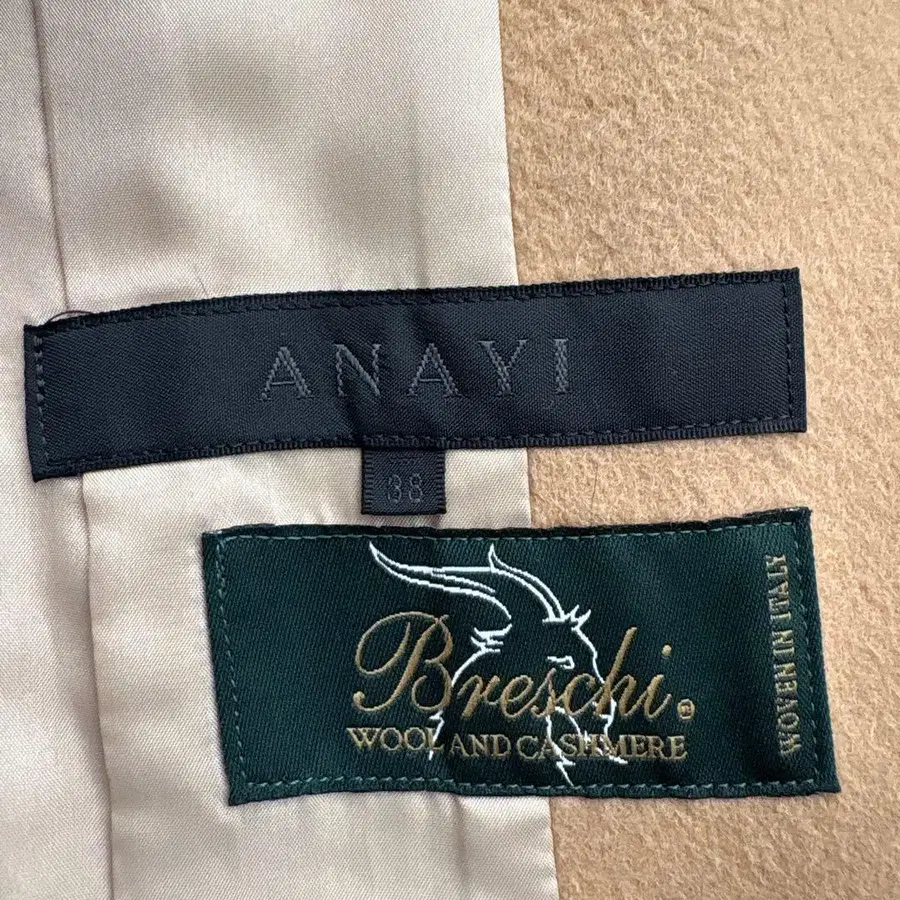 ANAYI
38
Breschi®
WOOL AND CASHMERE
WOVEN IN ITALY